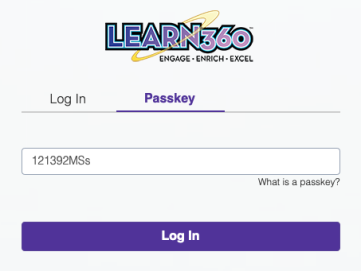 LEARN360
ENGAGE • ENRICH • EXCEL
Log In Passkey
121392MSs
What is a passkey?
Log In